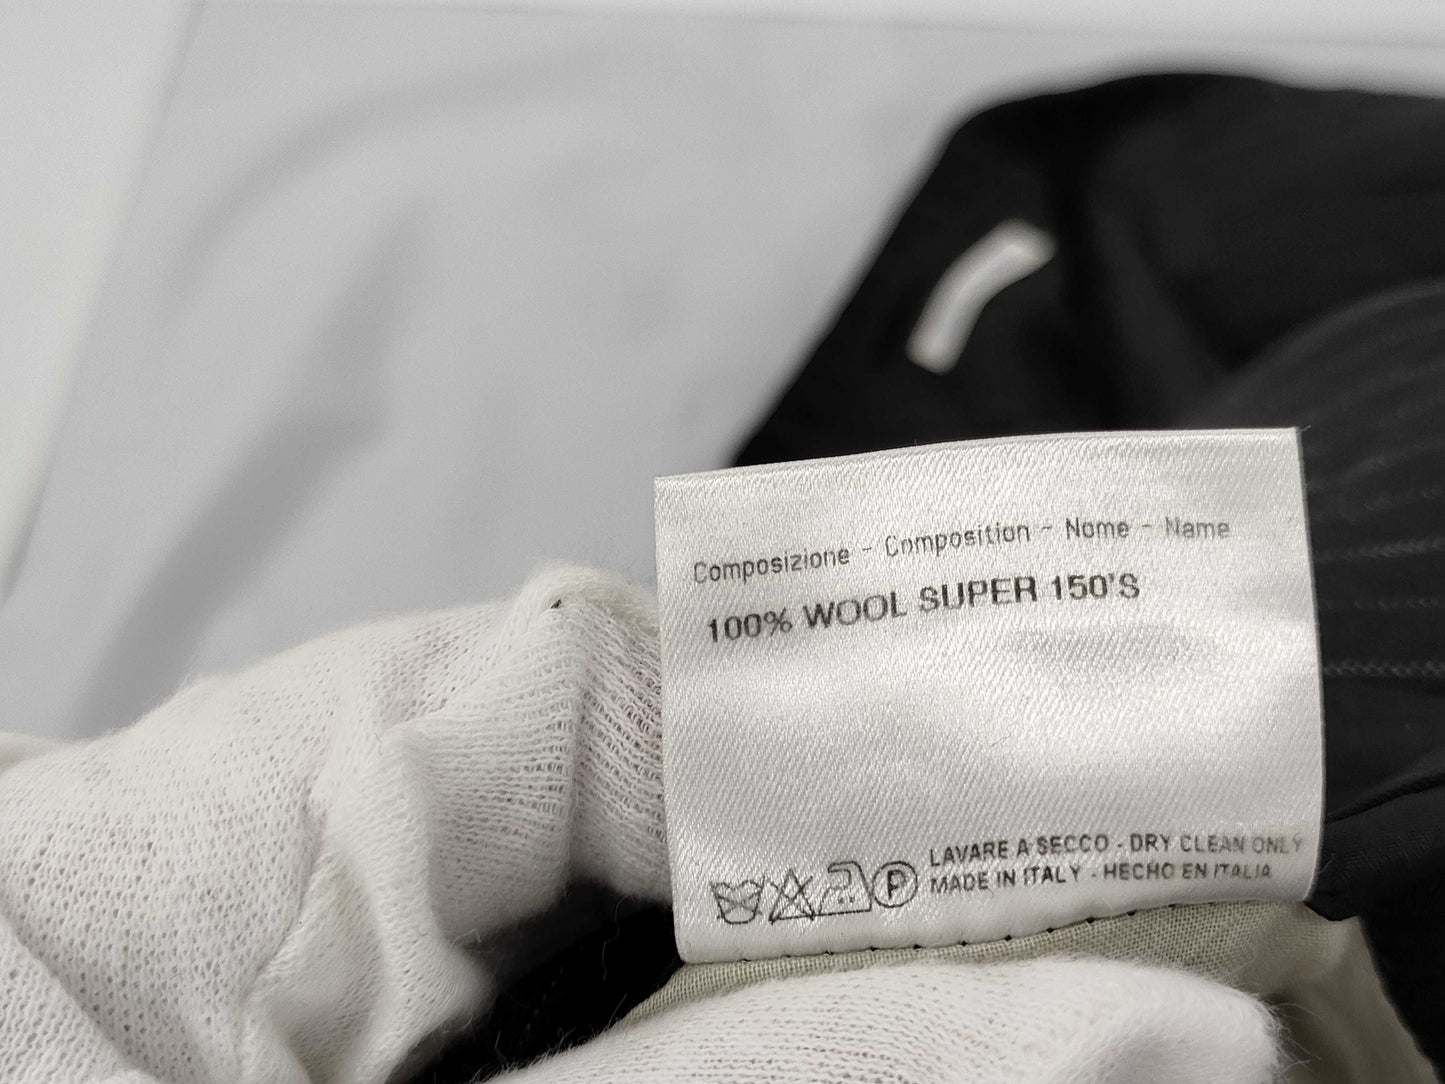 Composizione - Composition - Nome - Name
100% WOOL SUPER 150'S
LAVARE A SECCO - DRY CLEAN ONLY
P MADE IN ITALY - HECHO EN ITALIA